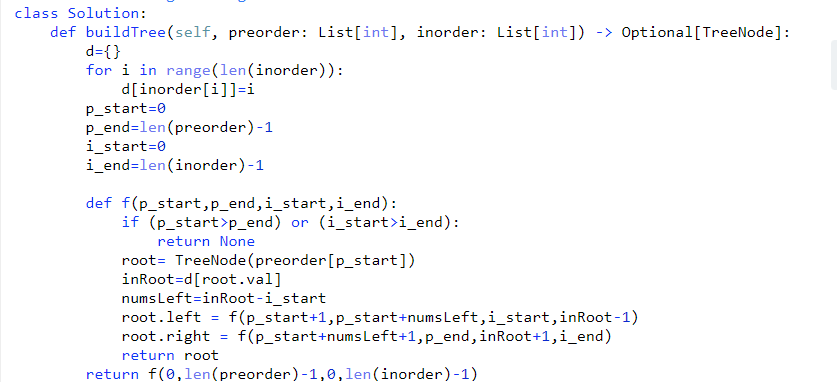 class Solution:
    def buildTree(self, preorder: List[int], inorder: List[int]) -> Optional[TreeNode]:
        d={}
        for i in range(len(inorder)):
            d[inorder[i]]=i
        p_start=0
        p_end=len(preorder)-1
        i_start=0
        i_end=len(inorder)-1

        def f(p_start,p_end,i_start,i_end):
            if (p_start>p_end) or (i_start>i_end):
                return None
            root= TreeNode(preorder[p_start])
            inRoot=d[root.val]
            numsLeft=inRoot-i_start
            root.left = f(p_start+1,p_start+numsLeft,i_start,inRoot-1)
            root.right = f(p_start+numsLeft+1,p_end,inRoot+1,i_end)
            return root
        return f(0,len(preorder)-1,0,len(inorder)-1)